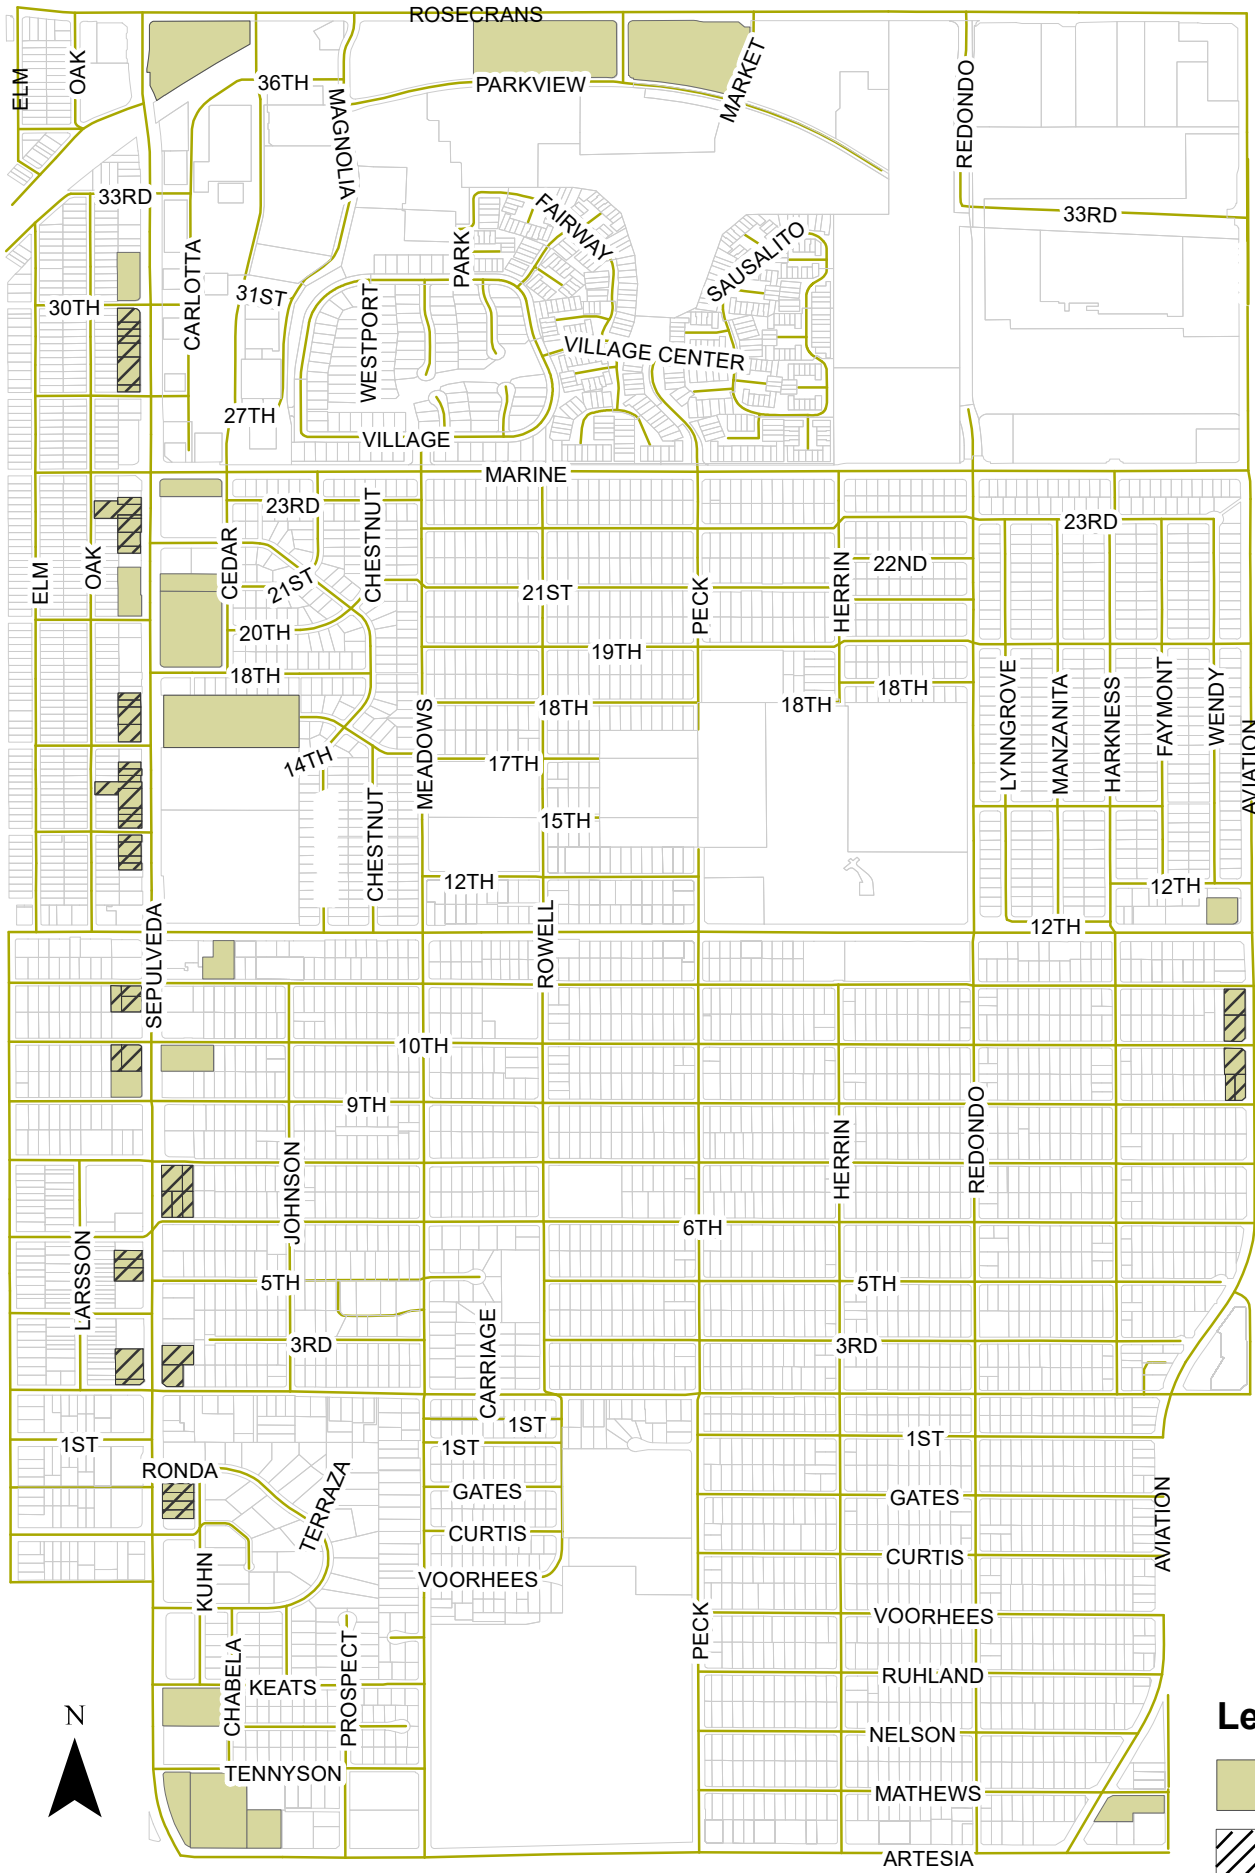 ROSECRANS
ELM
OAK
36TH
PARKVIEW
MARKET
REDONDO
MAGNOLIA
33RD
FAIRWAY
33RD
CARLOTTA
PARK
SAUSALITO
30TH
31ST
WESTPORT
VILLAGE CENTER
27TH
VILLAGE
MARINE
23RD
CHESTNUT
23RD
ELM
OAK
CEDAR
21ST
21ST
PECK
HERRIN
22ND
20TH
19TH
18TH
18TH
18TH
18TH
LYNNGROVE
MANZANITA
HARKNESS
FAYMONT
WENDY
AVIATION
14TH
MEADOWS
17TH
CHESTNUT
15TH
12TH
12TH
12TH
SEPULVEDA
ROWELL
10TH
9TH
JOHNSON
HERRIN
REDONDO
6TH
LARSSON
5TH
5TH
3RD
CARRIAGE
3RD
1ST
1ST
1ST
1ST
RONDA
TERRAZA
GATES
GATES
CURTIS
CURTIS
AVIATION
KUHN
VOORHEES
VOORHEES
PECK
CHABELA
KEATS
PROSPECT
RUHLAND
N
NELSON
Le
TENNYSON
MATHEWS
ARTESIA